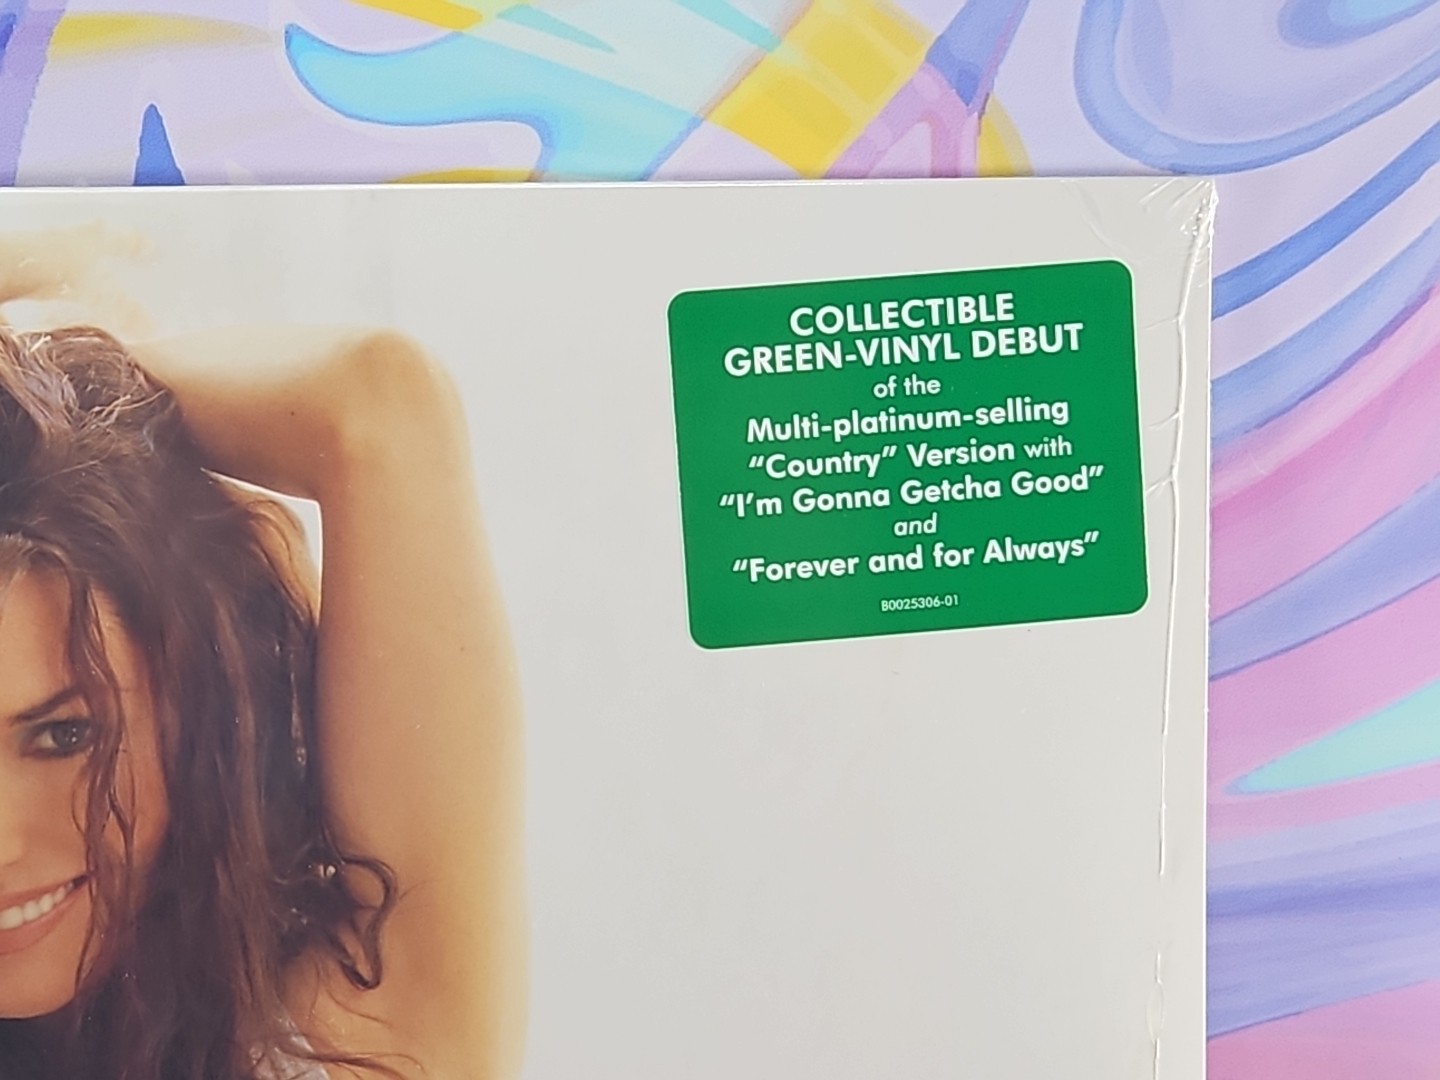 COLLECTIBLE
GREEN-VINYL DEBUT
of the
Multi-platinum-selling
“Country” Version with
“I’m Gonna Getcha Good”
and
“Forever and for Always”
B0025306-01